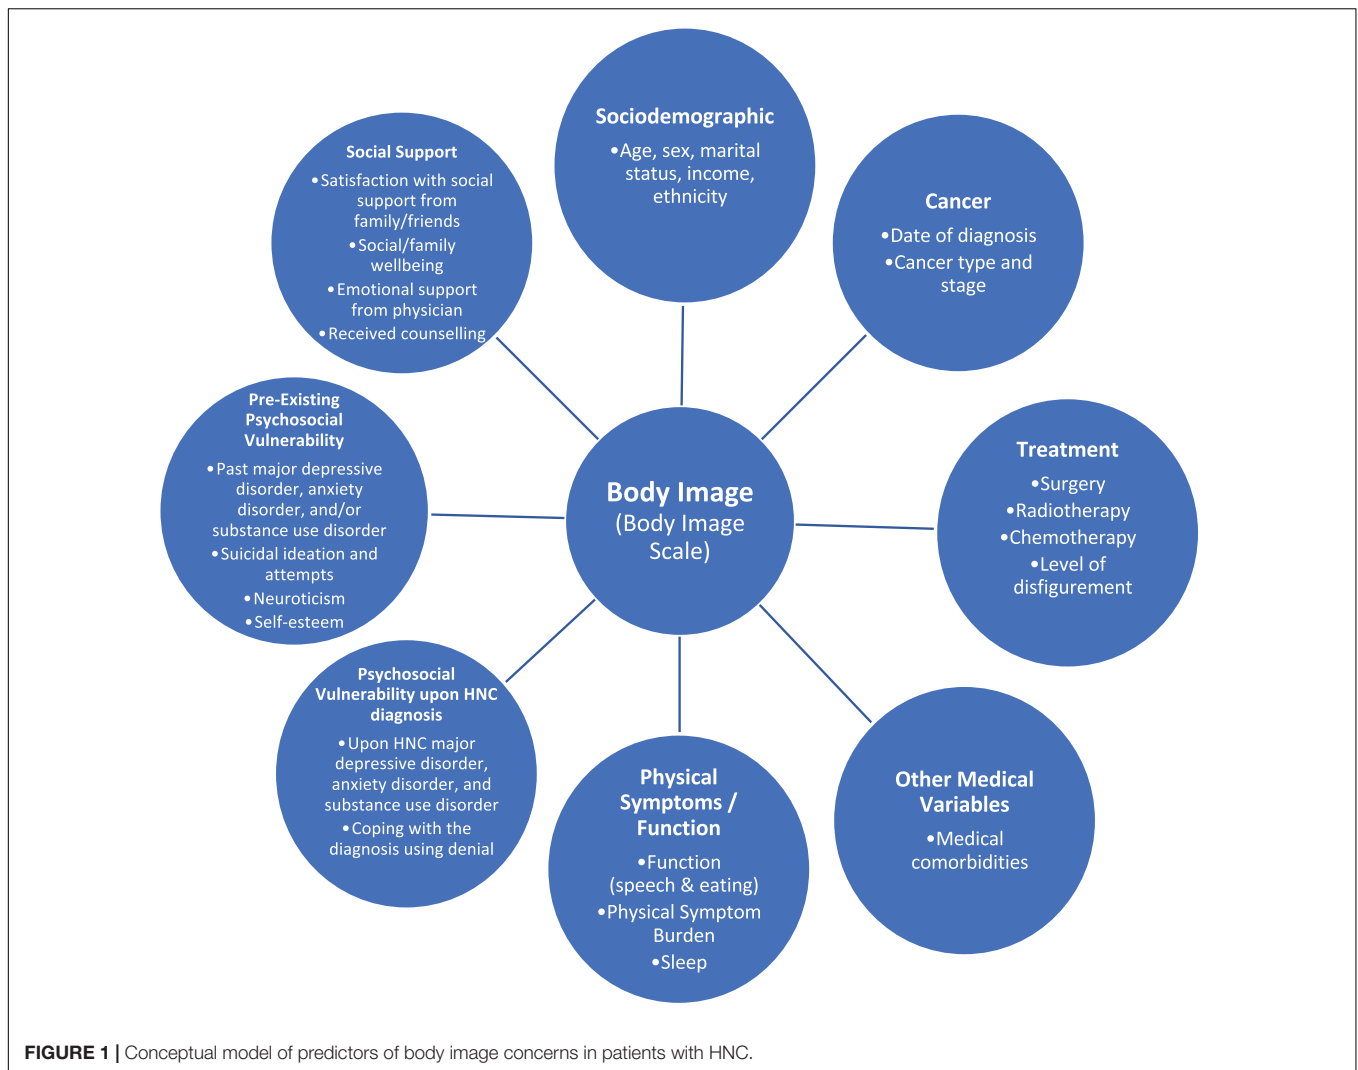 Sociodemographic
•Age, sex, marital
status, income,
ethnicity
Cancer
•Date of diagnosis
•Cancer type and
stage
Treatment
•Surgery
•Radiotherapy
•Chemotherapy
•Level of
disfigurement
Other Medical
Variables
•Medical
comorbidities
Physical
Symptoms /
Function
•Function
(speech & eating)
•Physical Symptom
Burden
•Sleep
Psychosocial
Vulnerability upon HNC
diagnosis
•Upon HNC major
depressive disorder,
anxiety disorder, and
substance use disorder
•Coping with the
diagnosis using denial
Pre-Existing
Psychosocial
Vulnerability
•Past major depressive
disorder, anxiety
disorder, and/or
substance use disorder
•Suicidal ideation and
attempts
•Neuroticism
•Self-esteem
Social Support
•Satisfaction with social
support from
family/friends
•Social/family
wellbeing
•Emotional support
from physician
•Received counselling
Body Image
(Body Image
Scale)
FIGURE 1 | Conceptual model of predictors of body image concerns in patients with HNC.